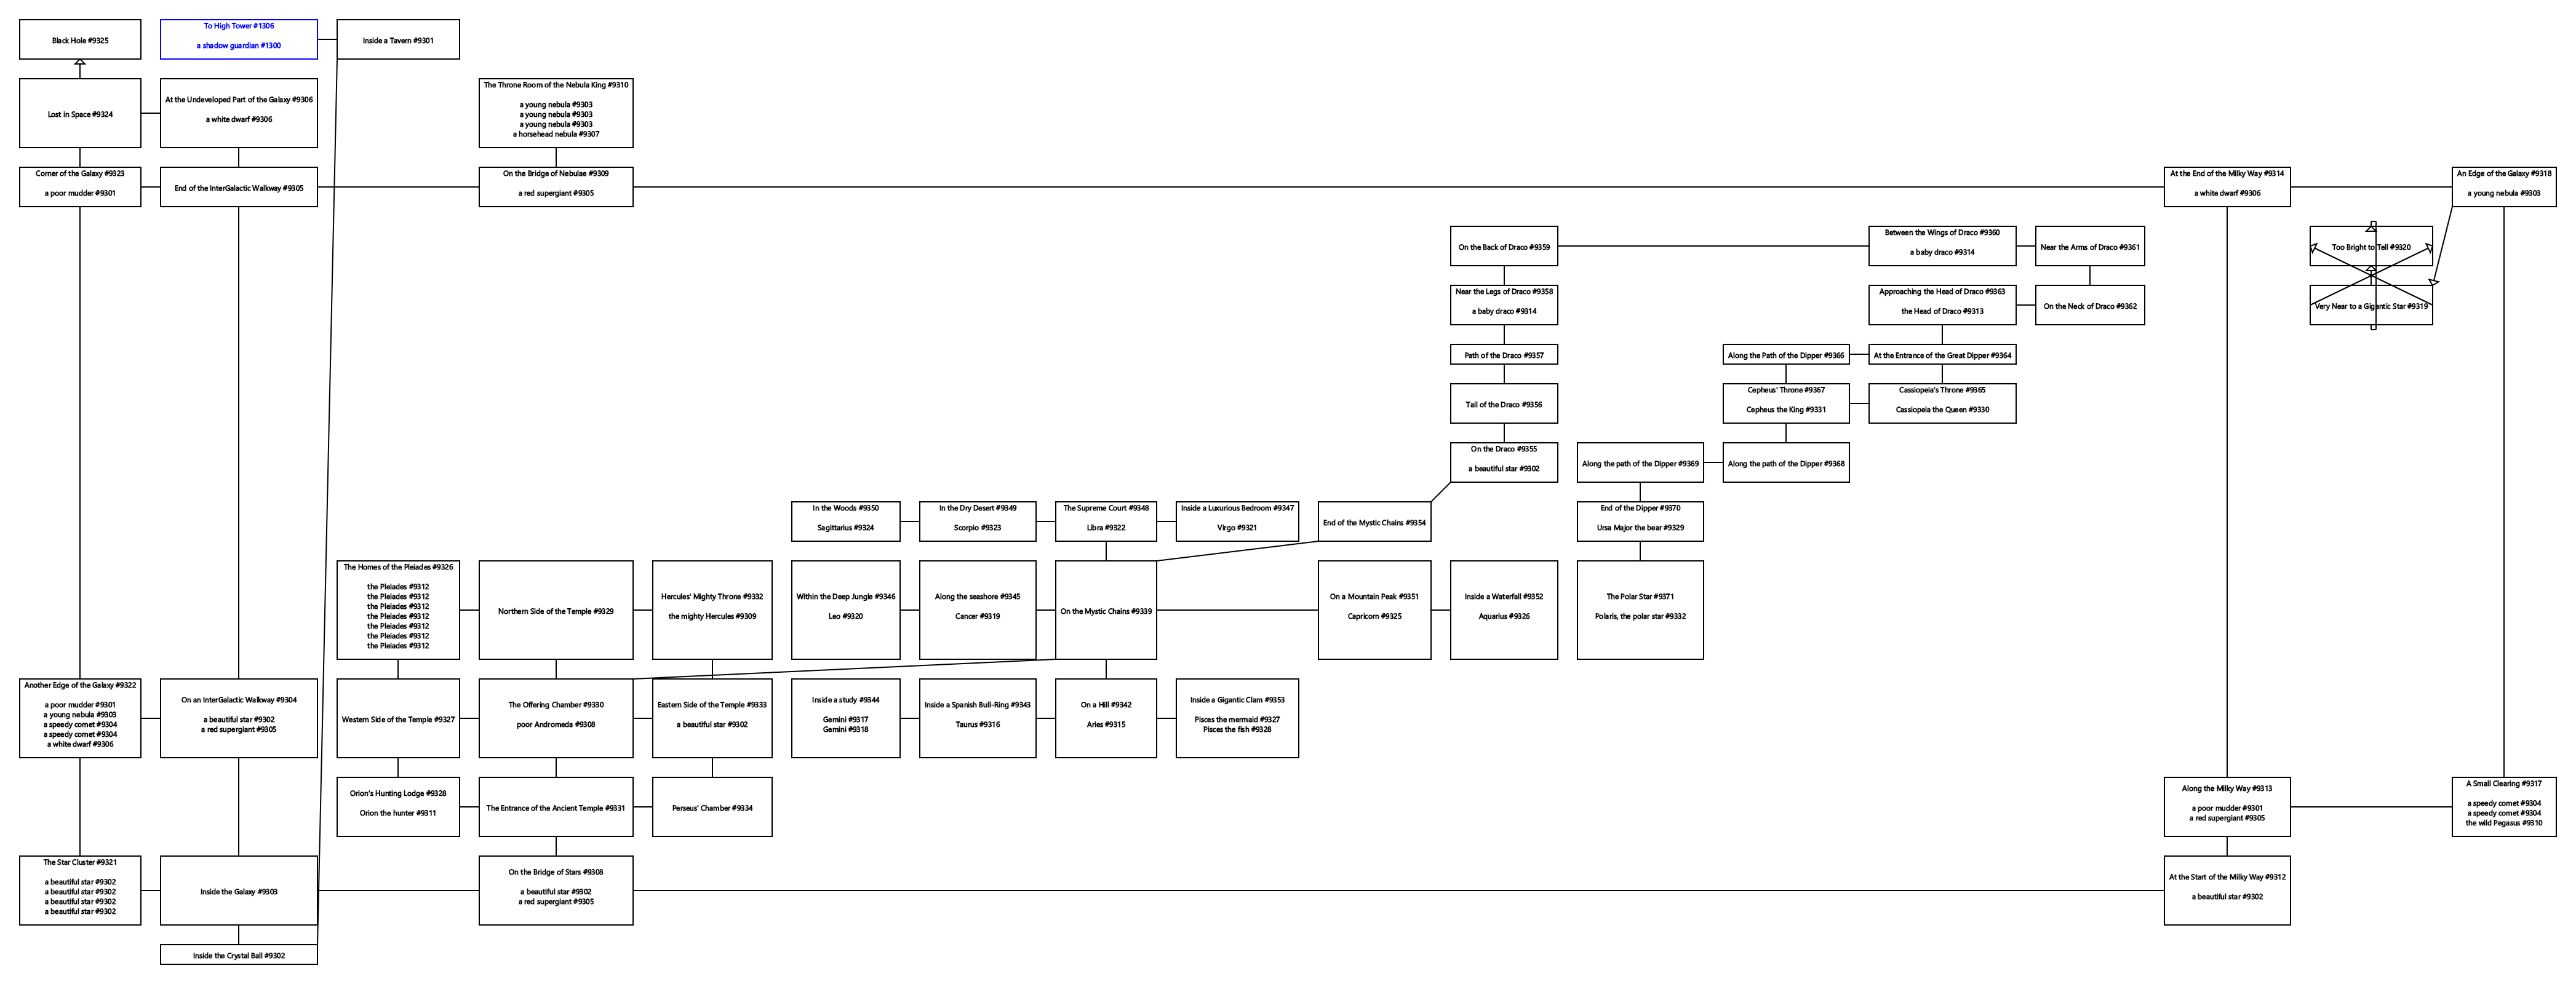 Black Hole #9325
To High Tower #1306
a shadow guardian #1300
Inside a Tavern #9301
Lost in Space #9324
At the Undeveloped Part of the Galaxy #9306
a white dwarf #9306
The Throne Room of the Nebula King #9310
a young nebula #9303
a young nebula #9303
a young nebula #9303
a horsehead nebula #9307
Corner of the Galaxy #9323
a poor mudder #9301
End of the InterGalactic Walkway #9305
On the Bridge of Nebulae #9309
a red supergiant #9305
At the End of the Milky Way #9314
a white dwarf #9306
An Edge of the Galaxy #9318
a young nebula #9303
On the Back of Draco #9359
Between the Wings of Draco #9360
a baby draco #9314
Near the Arms of Draco #9361
Too Bright to Tell #9320
Near the Legs of Draco #9358
a baby draco #9314
Approaching the Head of Draco #9363
the Head of Draco #9313
On the Neck of Draco #9362
Very Near to a Gigantic Star #9319
Path of the Draco #9357
Along the Path of the Dipper #9366
At the Entrance of the Great Dipper #9364
Tail of the Draco #9356
Cepheus' Throne #9367
Cepheus the King #9331
Cassiopeia's Throne #9365
Cassiopeia the Queen #9330
On the Draco #9355
a beautiful star #9302
Along the path of the Dipper #9369
Along the path of the Dipper #9368
In the Woods #9350
Sagittarius #9324
In the Dry Desert #9349
Scorpio #9323
The Supreme Court #9348
Libra #9322
Inside a Luxurious Bedroom #9347
Virgo #9321
End of the Mystic Chains #9354
End of the Dipper #9370
Ursa Major the bear #9329
The Homes of the Pleiades #9326
the Pleiades #9312
the Pleiades #9312
the Pleiades #9312
the Pleiades #9312
the Pleiades #9312
the Pleiades #9312
the Pleiades #9312
Northern Side of the Temple #9329
Hercules' Mighty Throne #9332
the mighty Hercules #9309
Within the Deep Jungle #9346
Leo #9320
Along the seashore #9345
Cancer #9319
On the Mystic Chains #9339
On a Mountain Peak #9351
Capricorn #9325
Inside a Waterfall #9352
Aquarius #9326
The Polar Star #9371
Polaris, the polar star #9332
Another Edge of the Galaxy #9322
a poor mudder #9301
a young nebula #9303
a speedy comet #9304
a speedy comet #9304
a white dwarf #9306
On an InterGalactic Walkway #9304
a beautiful star #9302
a red supergiant #9305
Western Side of the Temple #9327
The Offering Chamber #9330
poor Andromeda #9308
Eastern Side of the Temple #9333
a beautiful star #9302
Inside a study #9344
Gemini #9317
Gemini #9318
Inside a Spanish Bull-Ring #9343
Taurus #9316
On a Hill #9342
Aries #9315
Inside a Gigantic Clam #9353
Pisces the mermaid #9327
Pisces the fish #9328
Orion's Hunting Lodge #9328
Orion the hunter #9311
The Entrance of the Ancient Temple #9331
Perseus' Chamber #9334
Along the Milky Way #9313
a poor mudder #9301
a red supergiant #9305
A Small Clearing #9317
a speedy comet #9304
a speedy comet #9304
the wild Pegasus #9310
The Star Cluster #9321
a beautiful star #9302
a beautiful star #9302
a beautiful star #9302
a beautiful star #9302
Inside the Galaxy #9303
On the Bridge of Stars #9308
a beautiful star #9302
a red supergiant #9305
At the Start of the Milky Way #9312
a beautiful star #9302
Inside the Crystal Ball #9302